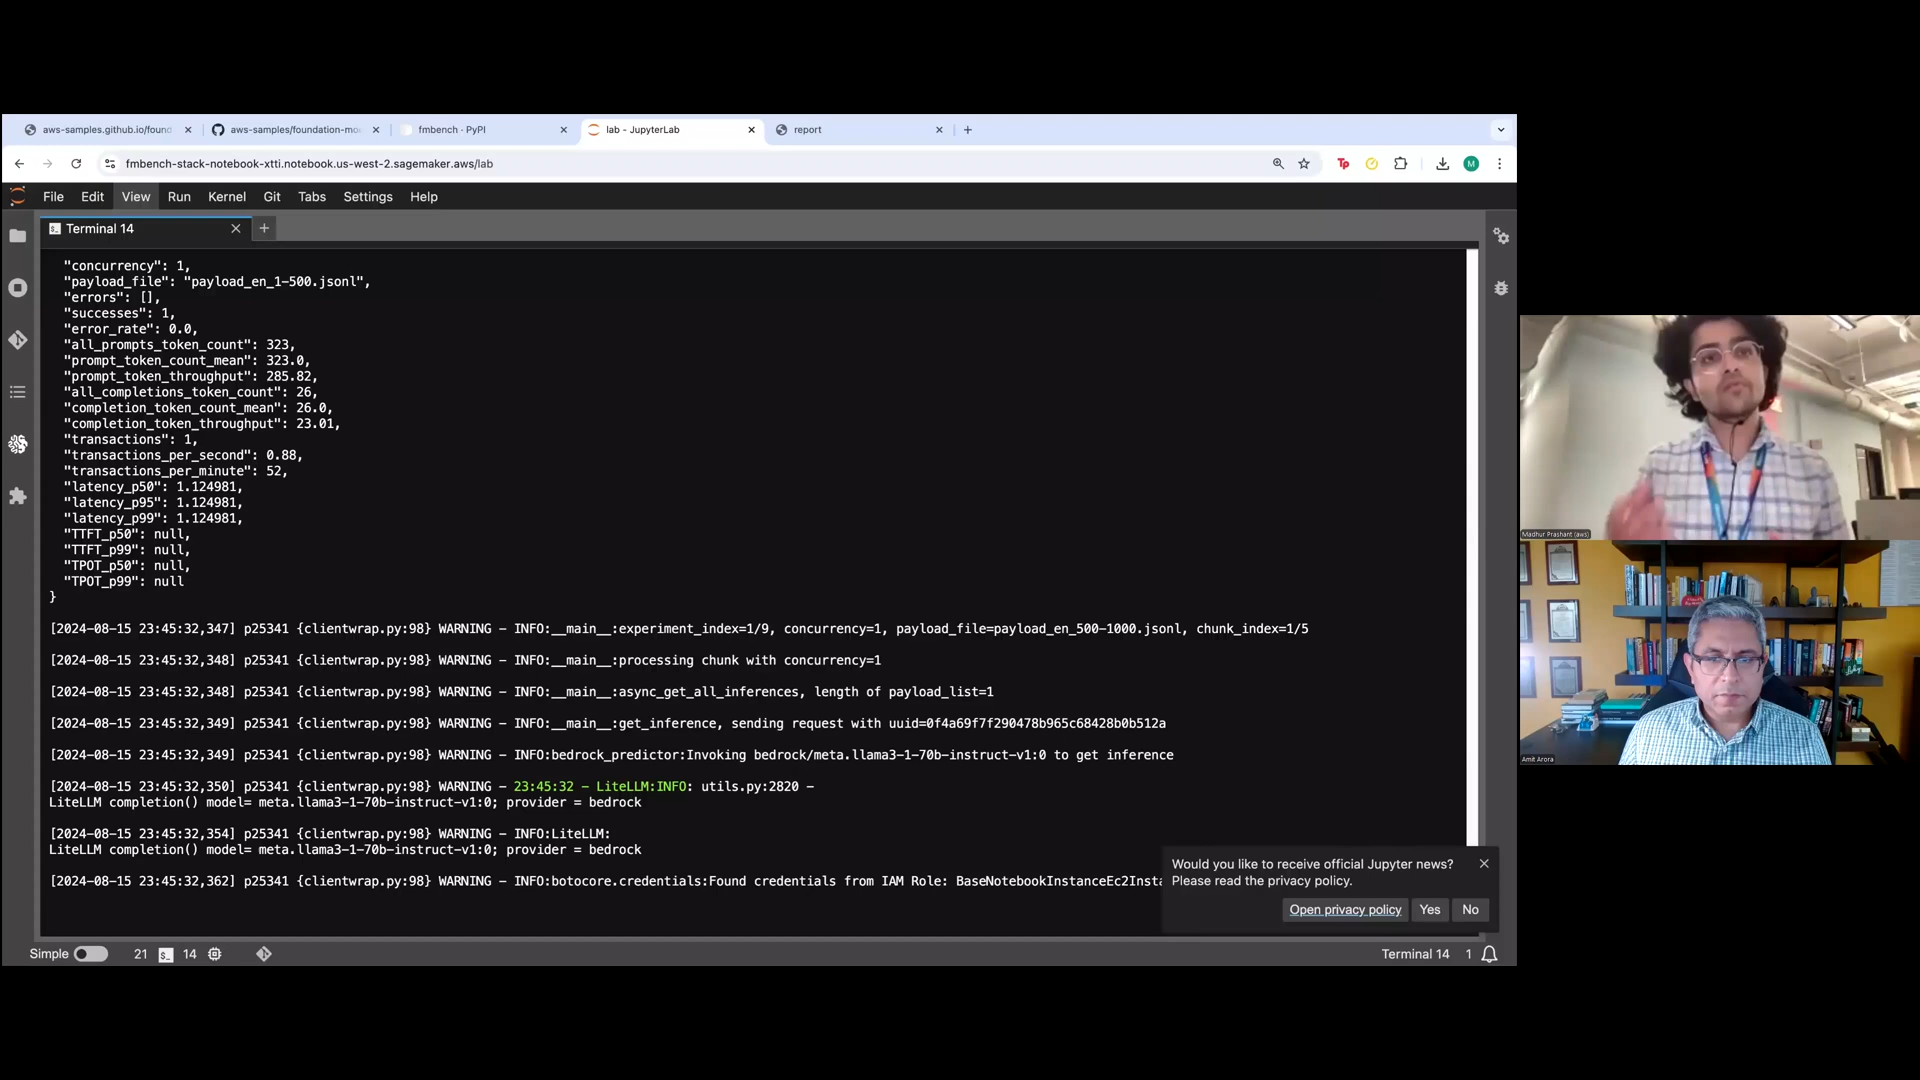 aws-samples.github.io/found
aws-samples/foundation-mo
fmbench · PyPI
lab - JupyterLab
report
fmbench-stack-notebook-xtti.notebook.us-west-2.sagemaker.aws/lab
Tp
M
File Edit View Run Kernel Git Tabs Settings Help
Terminal 14
"concurrency": 1,
"payload_file": "payload_en_1-500.jsonl",
"errors": [],
"successes": 1,
"error_rate": 0.0,
"all_prompts_token_count": 323,
"prompt_token_count_mean": 323.0,
"prompt_token_throughput": 285.82,
"all_completions_token_count": 26,
"completion_token_count_mean": 26.0,
"completion_token_throughput": 23.01,
"transactions": 1,
"transactions_per_second": 0.88,
"transactions_per_minute": 52,
"latency_p50": 1.124981,
"latency_p95": 1.124981,
"latency_p99": 1.124981,
"TTFT_p50": null,
"TTFT_p99": null,
"TPOT_p50": null,
"TPOT_p99": null
}
[2024-08-15 23:45:32,347] p25341 {clientwrap.py:98} WARNING - INFO:__main__:experiment_index=1/9, concurrency=1, payload_file=payload_en_500-1000.jsonl, chunk_index=1/5
[2024-08-15 23:45:32,348] p25341 {clientwrap.py:98} WARNING - INFO:__main__:processing chunk with concurrency=1
[2024-08-15 23:45:32,348] p25341 {clientwrap.py:98} WARNING - INFO:__main__:async_get_all_inferences, length of payload_list=1
[2024-08-15 23:45:32,349] p25341 {clientwrap.py:98} WARNING - INFO:__main__:get_inference, sending request with uuid=0f4a69f7f290478b965c68428b0b512a
[2024-08-15 23:45:32,349] p25341 {clientwrap.py:98} WARNING - INFO:bedrock_predictor:Invoking bedrock/meta.llama3-1-70b-instruct-v1:0 to get inference
[2024-08-15 23:45:32,350] p25341 {clientwrap.py:98} WARNING - 23:45:32 - LiteLLM:INFO: utils.py:2820 -
LiteLLM completion() model= meta.llama3-1-70b-instruct-v1:0; provider = bedrock
[2024-08-15 23:45:32,354] p25341 {clientwrap.py:98} WARNING - INFO:LiteLLM:
LiteLLM completion() model= meta.llama3-1-70b-instruct-v1:0; provider = bedrock
[2024-08-15 23:45:32,362] p25341 {clientwrap.py:98} WARNING - INFO:botocore.credentials:Found credentials from IAM Role: BaseNotebookInstanceEc2Insta
Would you like to receive official Jupyter news?
Please read the privacy policy.
Open privacy policy Yes No
Simple 21 14 Terminal 14 1
Madhur Prashant (aws)
Amit Arora